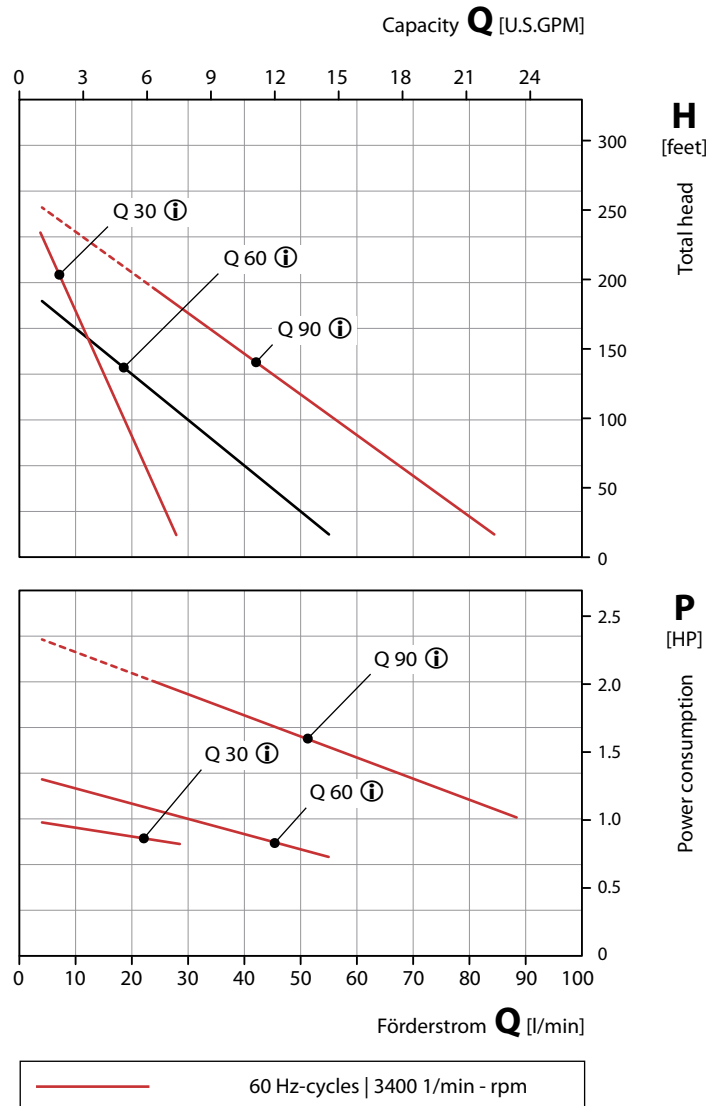 Capacity Q [U.S.GPM]
0 3 6 9 12 15 18 21 24
H
[feet]
Total head
300
250
200
150
100
50
0
Q 30 i
Q 60 i
Q 90 i
P
[HP]
Power consumption
2.5
2.0
1.5
1.0
0.5
0
Q 90 i
Q 30 i
Q 60 i
0 10 20 30 40 50 60 70 80 90 100
Förderstrom Q [l/min]
60 Hz-cycles | 3400 1/min - rpm